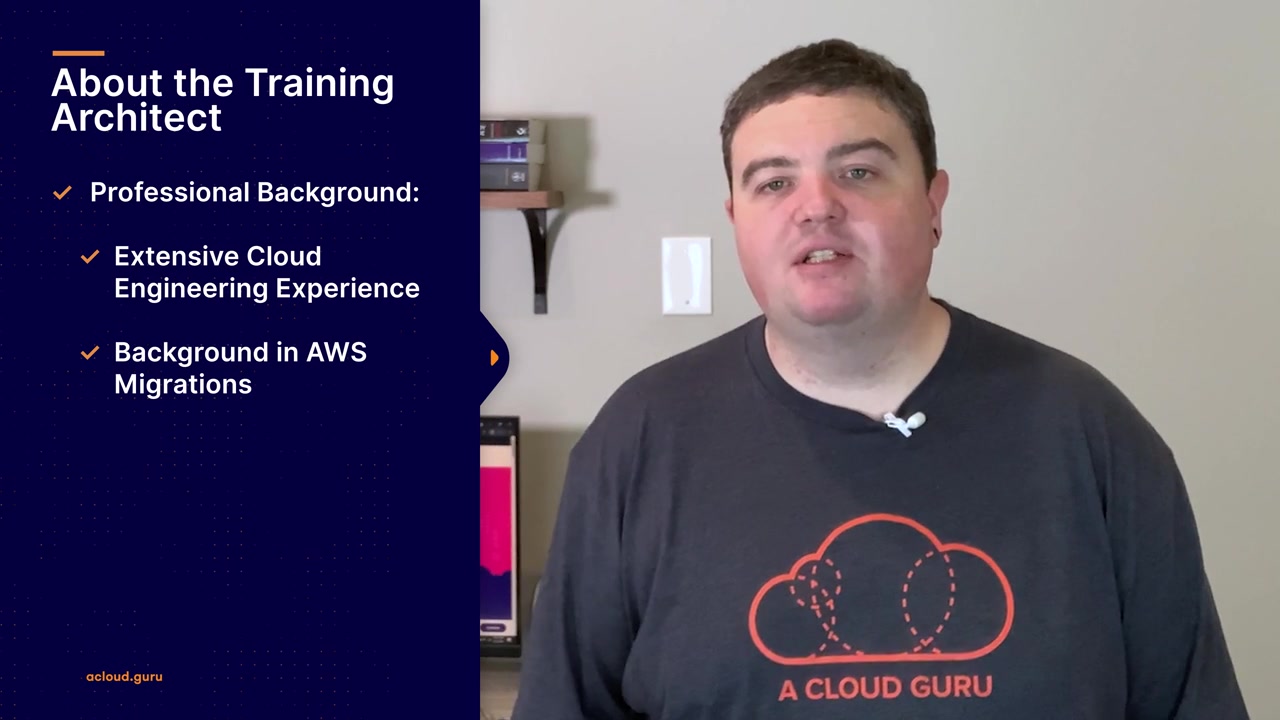 About the Training
Architect
Professional Background:
Extensive Cloud
Engineering Experience
Background in AWS
Migrations
acloud.guru
A CLOUD GURU